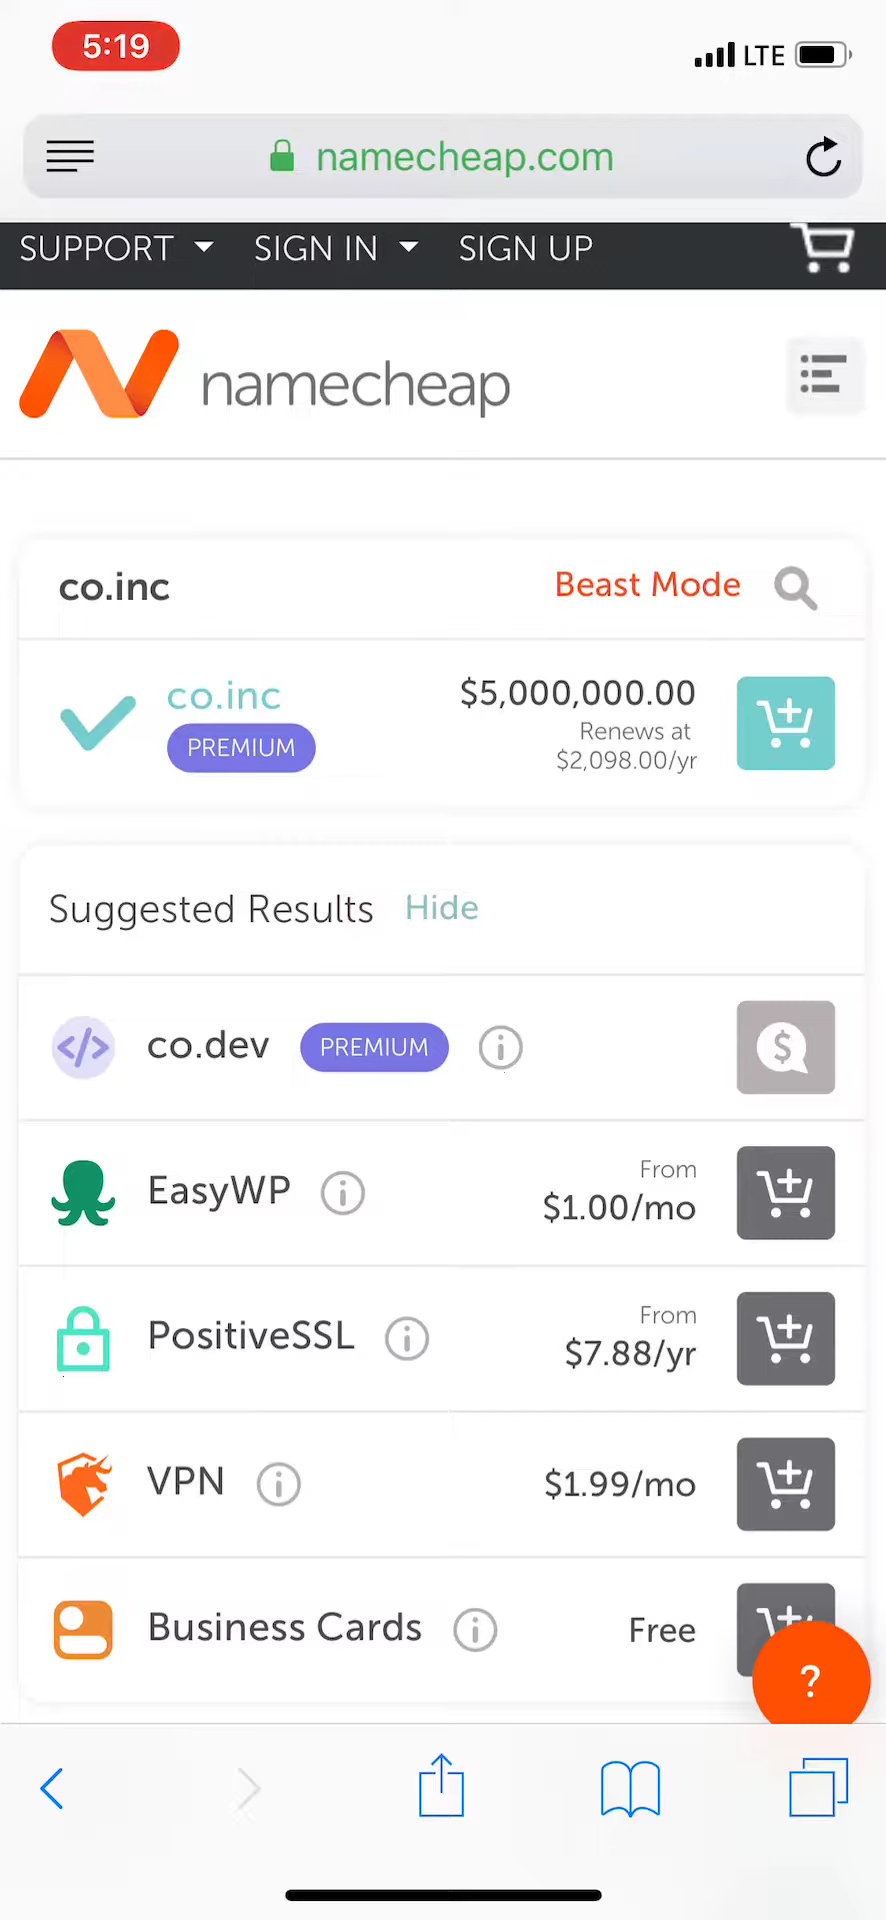 5:19
LTE
namecheap.com
SUPPORT SIGN IN SIGN UP
namecheap
co.inc Beast Mode
co.inc $5,000,000.00
PREMIUM Renews at
$2,098.00/yr
Suggested Results Hide
co.dev PREMIUM
From
EasyWP $1.00/mo
From
PositiveSSL $7.88/yr
VPN $1.99/mo
Business Cards Free
?